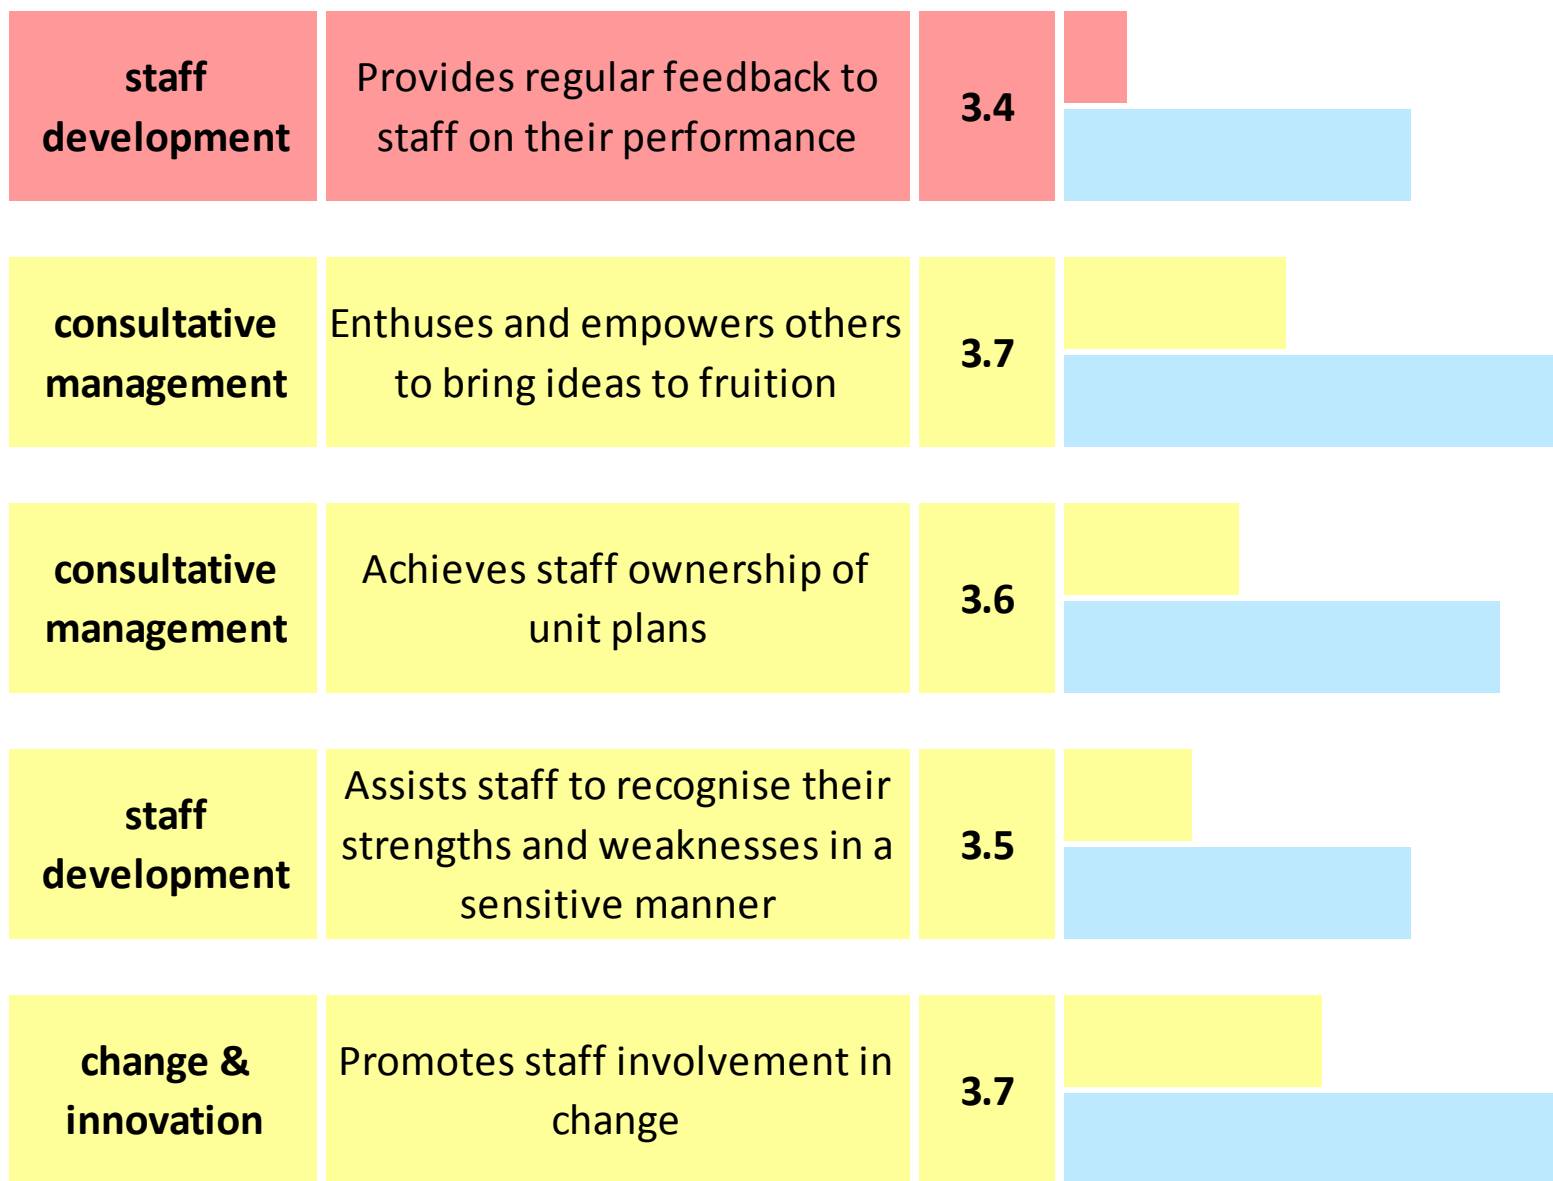 staff
development
Provides regular feedback to
staff on their performance
3.4
consultative
management
Enthuses and empowers others
to bring ideas to fruition
3.7
consultative
management
Achieves staff ownership of
unit plans
3.6
staff
development
Assists staff to recognise their
strengths and weaknesses in a
sensitive manner
3.5
change &
innovation
Promotes staff involvement in
change
3.7